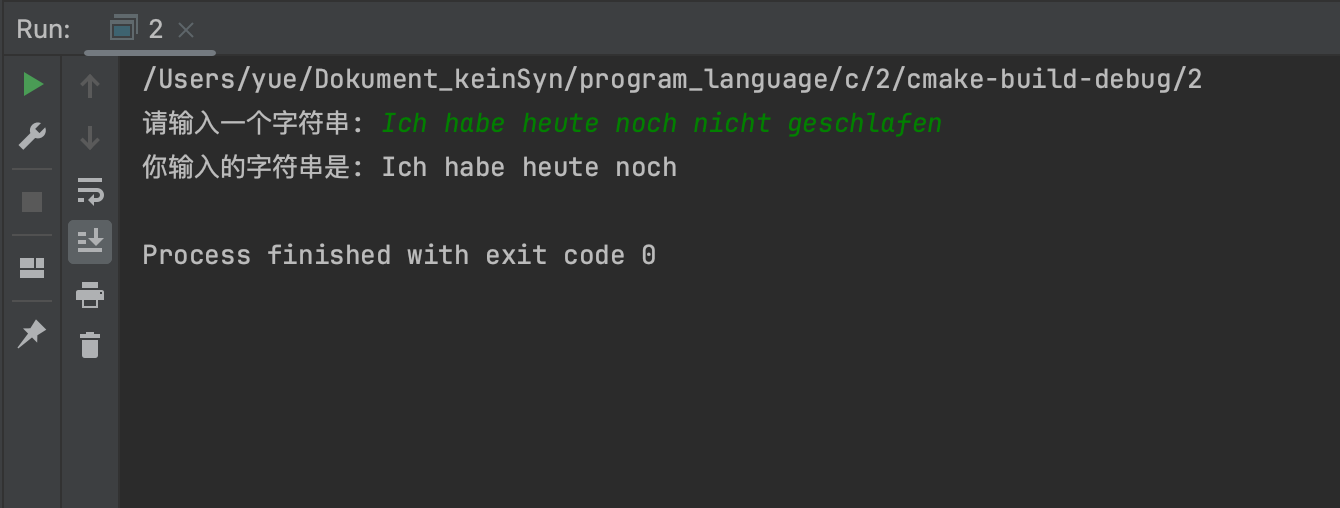 Run: 2
/Users/yue/Dokument_keinSyn/program_language/c/2/cmake-build-debug/2
请输入一个字符串: Ich habe heute noch nicht geschlafen
你输入的字符串是: Ich habe heute noch
Process finished with exit code 0